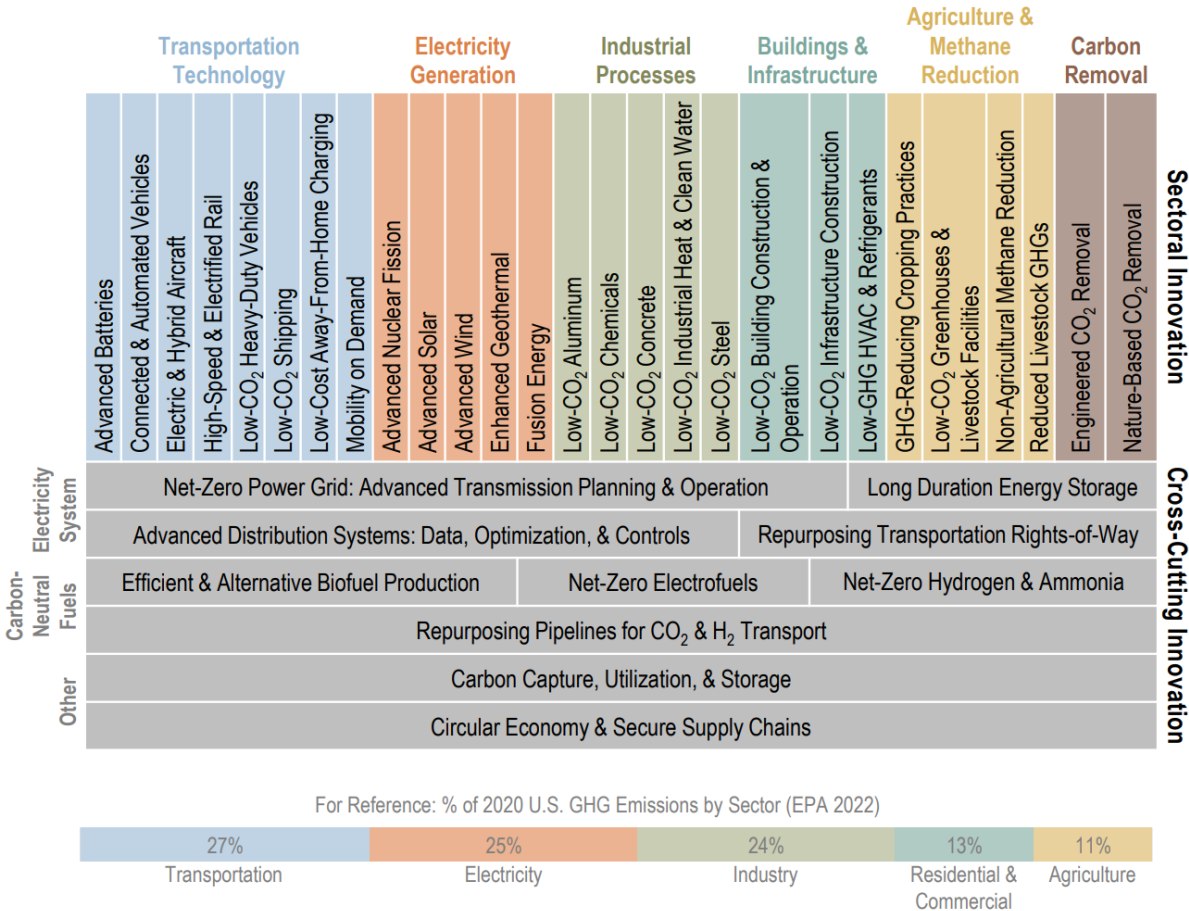 Transportation
Technology
Electricity
Generation
Industrial
Processes
Buildings &
Infrastructure
Agriculture &
Methane
Reduction
Carbon
Removal
Advanced Batteries
Connected & Automated Vehicles
Electric & Hybrid Aircraft
High-Speed & Electrified Rail
Low-CO₂ Heavy-Duty Vehicles
Low-CO₂ Shipping
Low-Cost Away-From-Home Charging
Mobility on Demand
Advanced Nuclear Fission
Advanced Solar
Advanced Wind
Enhanced Geothermal
Fusion Energy
Low-CO₂ Aluminum
Low-CO₂ Chemicals
Low-CO₂ Concrete
Low-CO₂ Industrial Heat & Clean Water
Low-CO₂ Steel
Low-CO₂ Building Construction &
Operation
Low-CO₂ Infrastructure Construction
Low-GHG HVAC & Refrigerants
GHG-Reducing Cropping Practices
Low-CO₂ Greenhouses &
Livestock Facilities
Non-Agricultural Methane Reduction
Reduced Livestock GHGs
Engineered CO₂ Removal
Nature-Based CO₂ Removal
Sectoral Innovation
Electricity
System
Net-Zero Power Grid: Advanced Transmission Planning & Operation
Long Duration Energy Storage
Advanced Distribution Systems: Data, Optimization, & Controls
Repurposing Transportation Rights-of-Way
Carbon-
Neutral
Fuels
Efficient & Alternative Biofuel Production
Net-Zero Electrofuels
Net-Zero Hydrogen & Ammonia
Repurposing Pipelines for CO₂ & H₂ Transport
Other
Carbon Capture, Utilization, & Storage
Circular Economy & Secure Supply Chains
Cross-Cutting Innovation
For Reference: % of 2020 U.S. GHG Emissions by Sector (EPA 2022)
27%
25%
24%
13%
11%
Transportation
Electricity
Industry
Residential &
Commercial
Agriculture